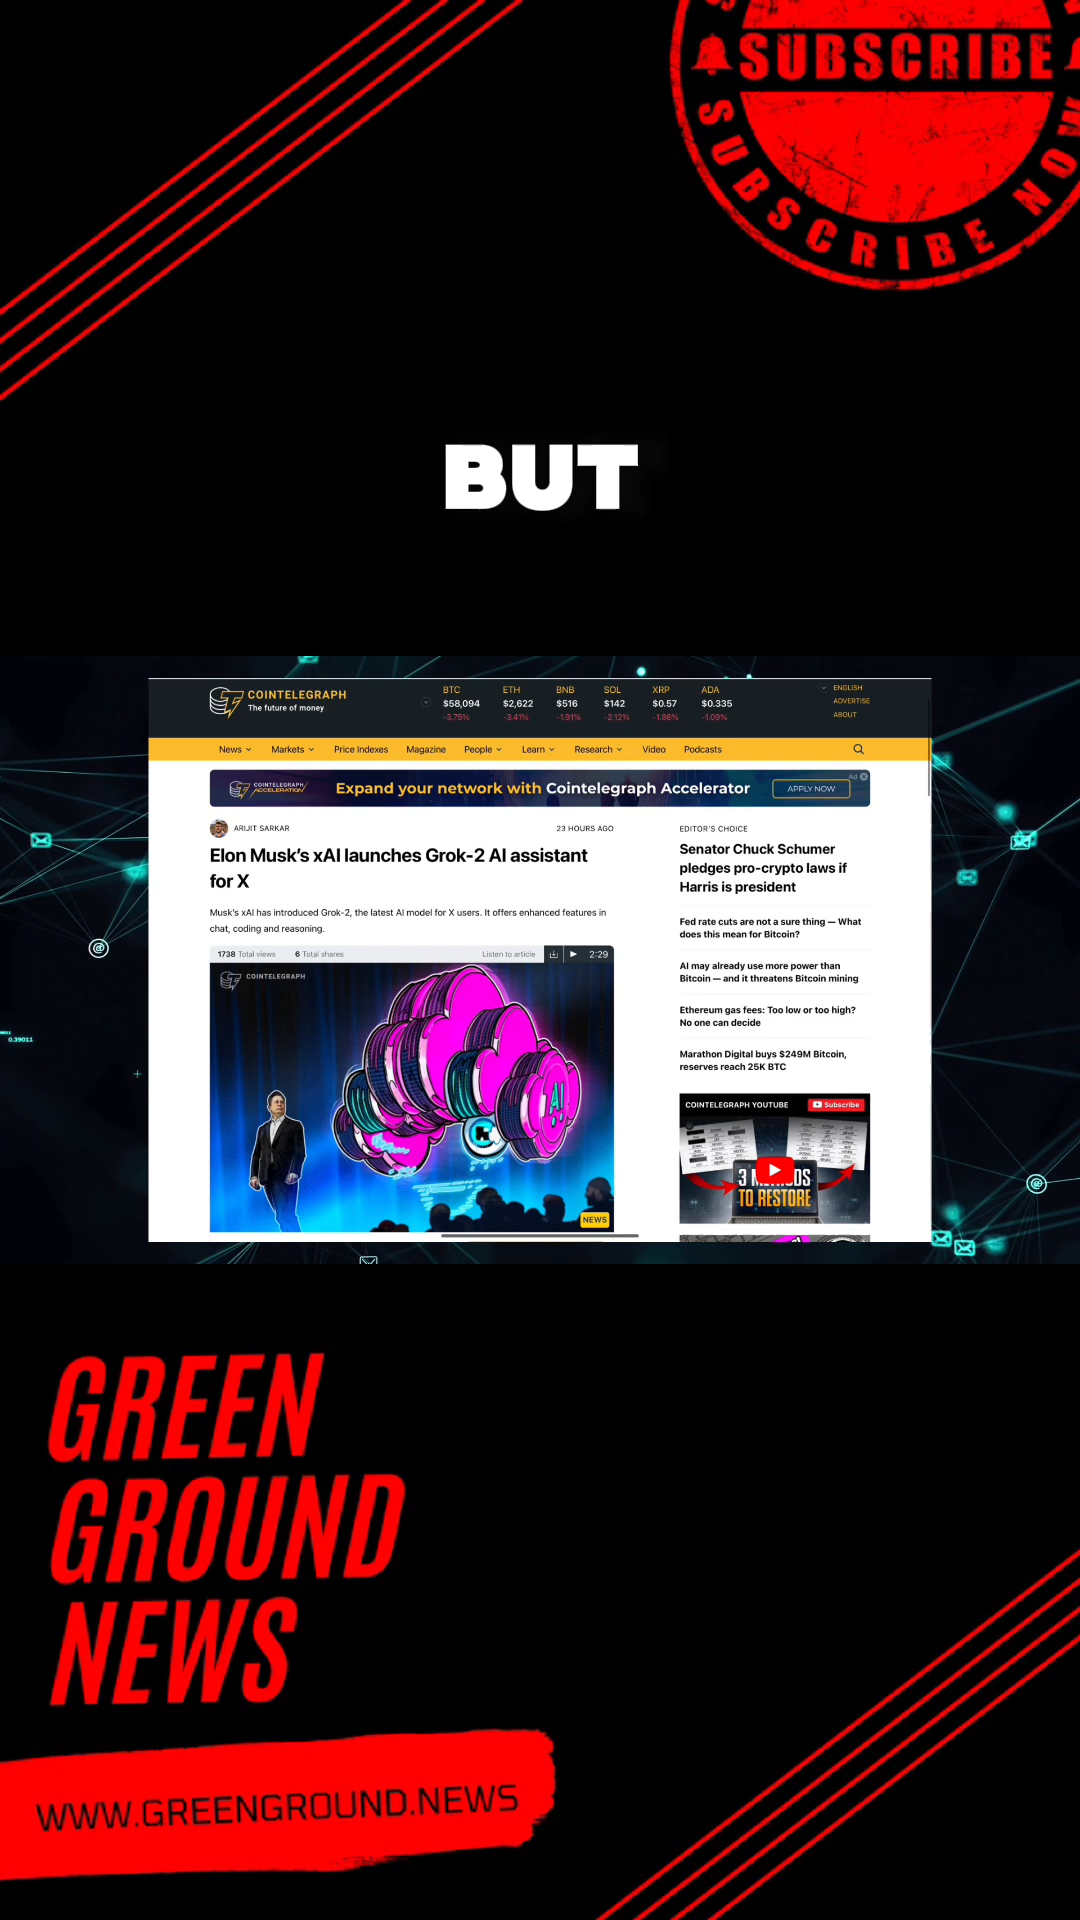 SUBSCRIBE
SUBSCRIBE NOW
BUT
COINTELEGRAPH
The future of money
BTC ETH BNB SOL XRP ADA
$58,094 $2,622 $516 $142 $0.57 $0.335
-3.75% -3.41% -1.91% -2.12% -1.86% -1.09%
ENGLISH
ADVERTISE
ABOUT
News Markets Price Indexes Magazine People Learn Research Video Podcasts
COINTELEGRAPH
ACCELERATION
Expand your network with Cointelegraph Accelerator
APPLY NOW
Ad
ARIJIT SARKAR
23 HOURS AGO
Elon Musk's xAI launches Grok-2 AI assistant
for X
Musk's xAI has introduced Grok-2, the latest AI model for X users. It offers enhanced features in
chat, coding and reasoning.
1738 Total views 6 Total shares Listen to article 2:29
COINTELEGRAPH
AI
NEWS
EDITOR'S CHOICE
Senator Chuck Schumer
pledges pro-crypto laws if
Harris is president
Fed rate cuts are not a sure thing — What
does this mean for Bitcoin?
AI may already use more power than
Bitcoin — and it threatens Bitcoin mining
Ethereum gas fees: Too low or too high?
No one can decide
Marathon Digital buys $249M Bitcoin,
reserves reach 25K BTC
COINTELEGRAPH YOUTUBE
Subscribe
3 METHODS
TO RESTORE
0.39011
GREEN
GROUND
NEWS
WWW.GREENGROUND.NEWS